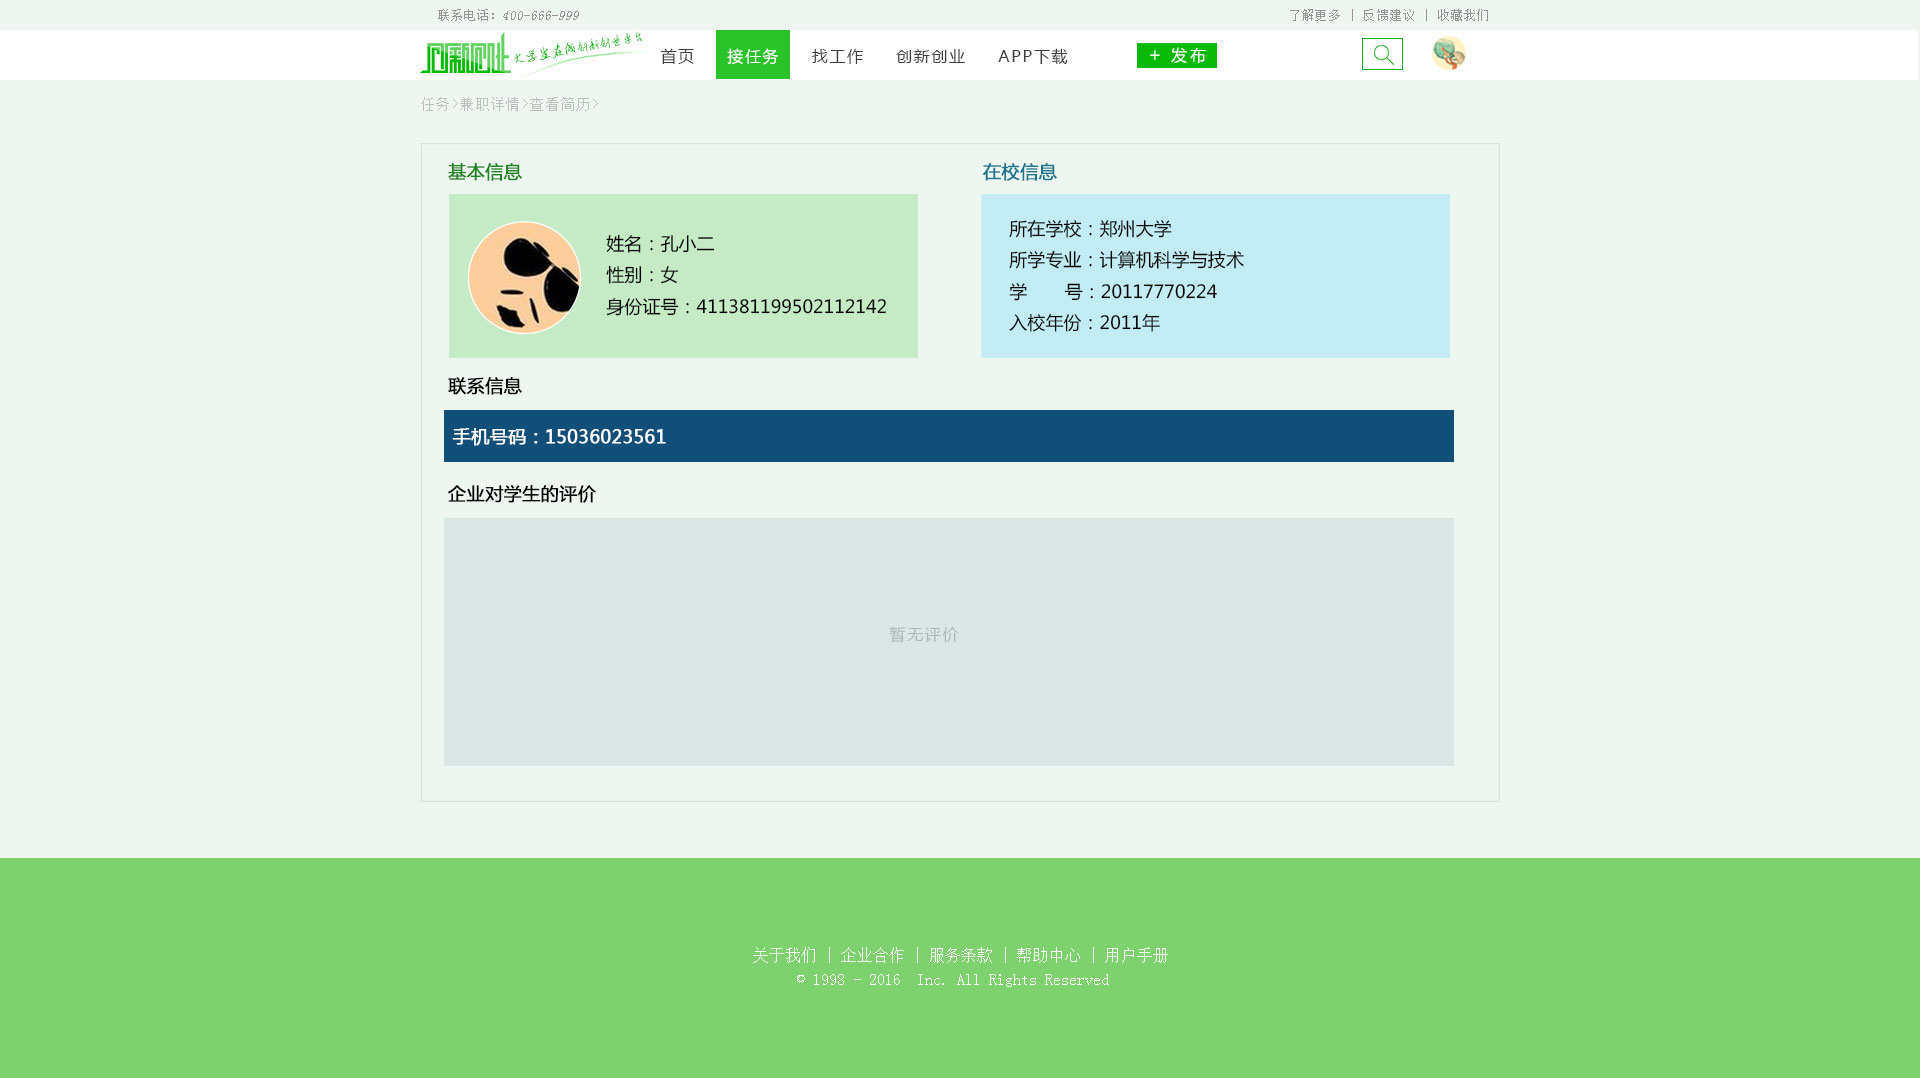 联系电话：400-666-999
了解更多 | 反馈建议 | 收藏我们
大学生在线创新创业平台
首页 接任务 找工作 创新创业 APP下载 + 发布
任务>兼职详情>查看简历>
基本信息
姓名：孔小二
性别：女
身份证号：411381199502112142
在校信息
所在学校：郑州大学
所学专业：计算机科学与技术
学 号：20117770224
入校年份：2011年
联系信息
手机号码：15036023561
企业对学生的评价
暂无评价
关于我们 | 企业合作 | 服务条款 | 帮助中心 | 用户手册
© 1998 - 2016 Inc. All Rights Reserved